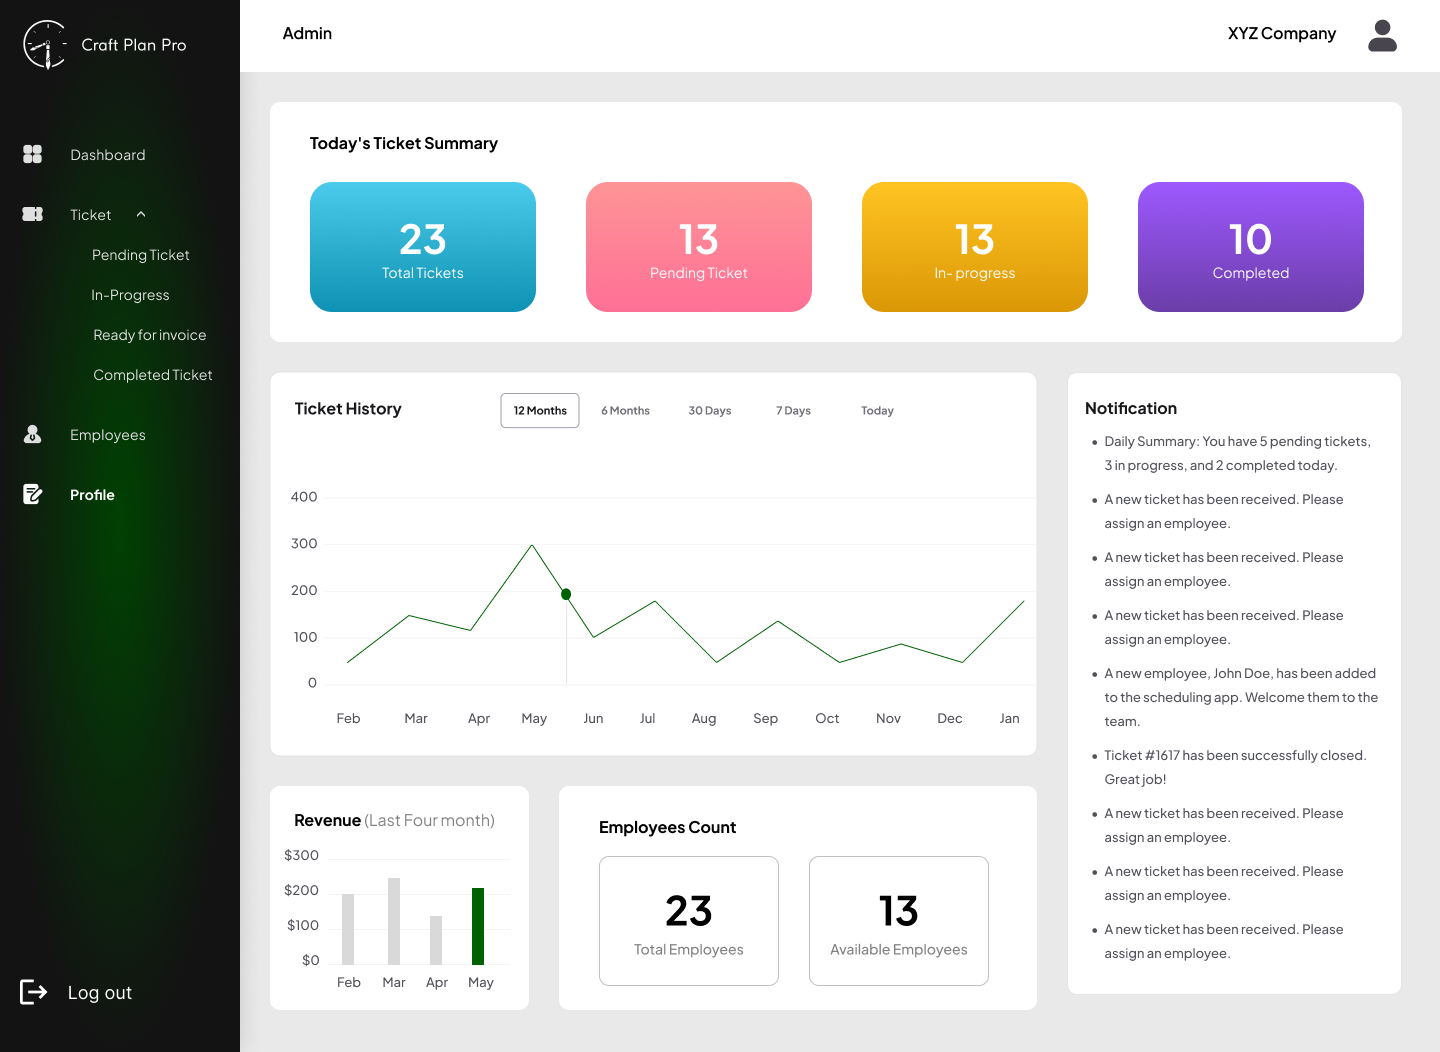 Craft Plan Pro
Dashboard
Ticket
Pending Ticket
In-Progress
Ready for invoice
Completed Ticket
Employees
Profile
Log out
Admin
XYZ Company
Today's Ticket Summary
23
Total Tickets
13
Pending Ticket
13
In- progress
10
Completed
Ticket History
12 Months
6 Months
30 Days
7 Days
Today
400
300
200
100
0
Feb
Mar
Apr
May
Jun
Jul
Aug
Sep
Oct
Nov
Dec
Jan
Revenue (Last Four month)
$300
$200
$100
$0
Feb
Mar
Apr
May
Employees Count
23
Total Employees
13
Available Employees
Notification
• Daily Summary: You have 5 pending tickets,
3 in progress, and 2 completed today.
• A new ticket has been received. Please
assign an employee.
• A new ticket has been received. Please
assign an employee.
• A new ticket has been received. Please
assign an employee.
• A new employee, John Doe, has been added
to the scheduling app. Welcome them to the
team.
• Ticket #1617 has been successfully closed.
Great job!
• A new ticket has been received. Please
assign an employee.
• A new ticket has been received. Please
assign an employee.
• A new ticket has been received. Please
assign an employee.